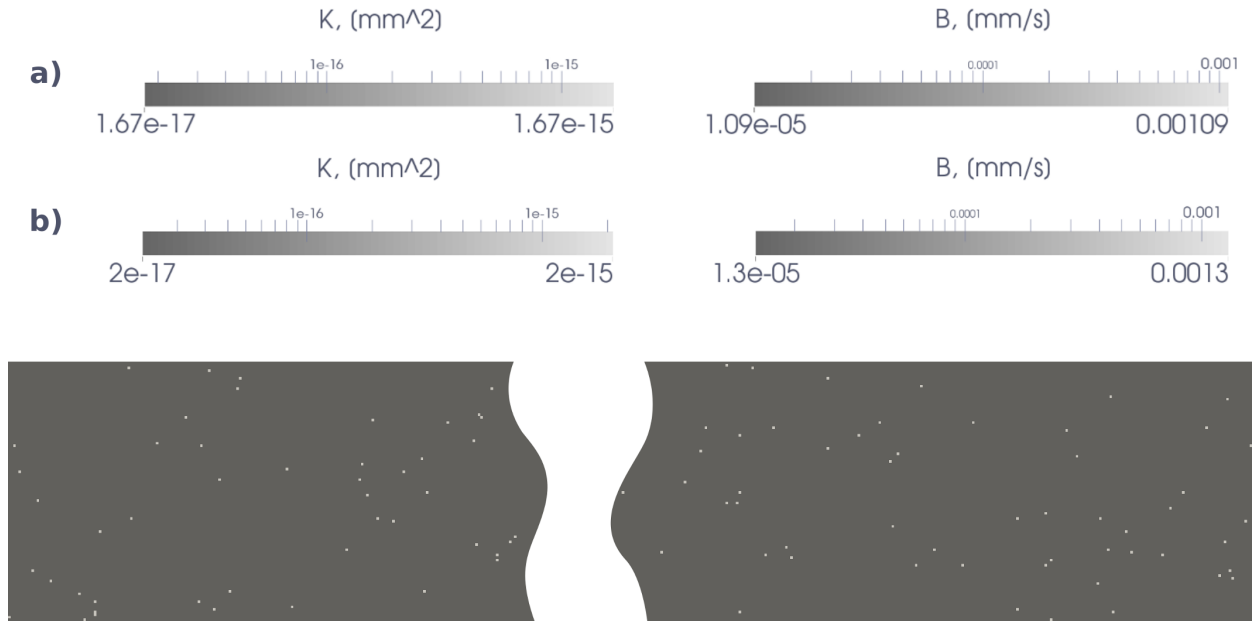 K, (mm^2)
B, (mm/s)
a)
1e-16
1e-15
0.0001
0.001
1.67e-17
1.67e-15
1.09e-05
0.00109
K, (mm^2)
B, (mm/s)
b)
1e-16
1e-15
0.0001
0.001
2e-17
2e-15
1.3e-05
0.0013